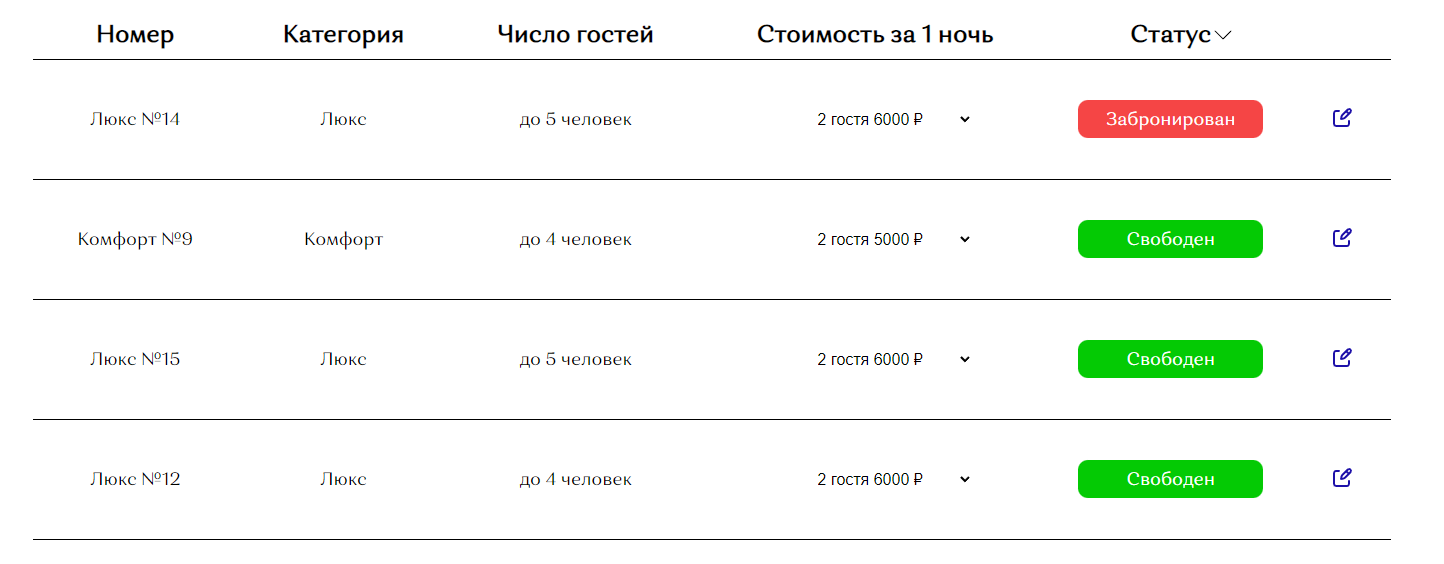 Номер Категория Число гостей Стоимость за 1 ночь Статус
Люкс №14 Люкс до 5 человек 2 гостя 6000 ₽ Забронирован
Комфорт №9 Комфорт до 4 человек 2 гостя 5000 ₽ Свободен
Люкс №15 Люкс до 5 человек 2 гостя 6000 ₽ Свободен
Люкс №12 Люкс до 4 человек 2 гостя 6000 ₽ Свободен